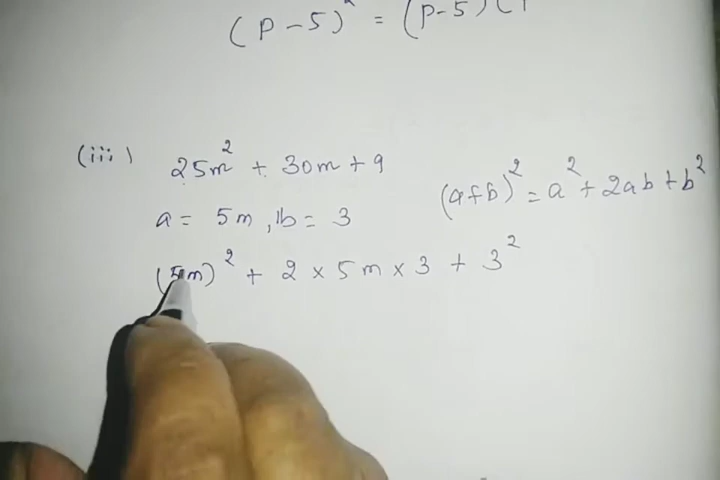 (p-5)² = (p-5)(
(iii) 25m² + 30m + 9
(a+b)² = a² + 2ab + b²
a = 5m, b = 3
(5m)² + 2 × 5m × 3 + 3²